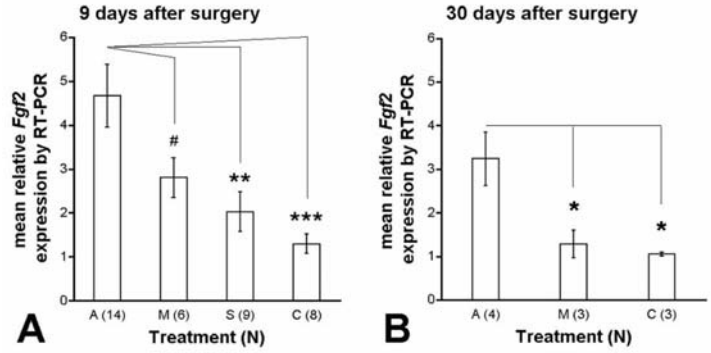 9 days after surgery
mean relative Fgf2
expression by RT-PCR
6
5
4
3
2
1
0
#
**
***
A (14) M (6) S (9) C (8)
Treatment (N)
A
30 days after surgery
mean relative Fgf2
expression by RT-PCR
6
5
4
3
2
1
0
*
*
A (4) M (3) C (3)
Treatment (N)
B